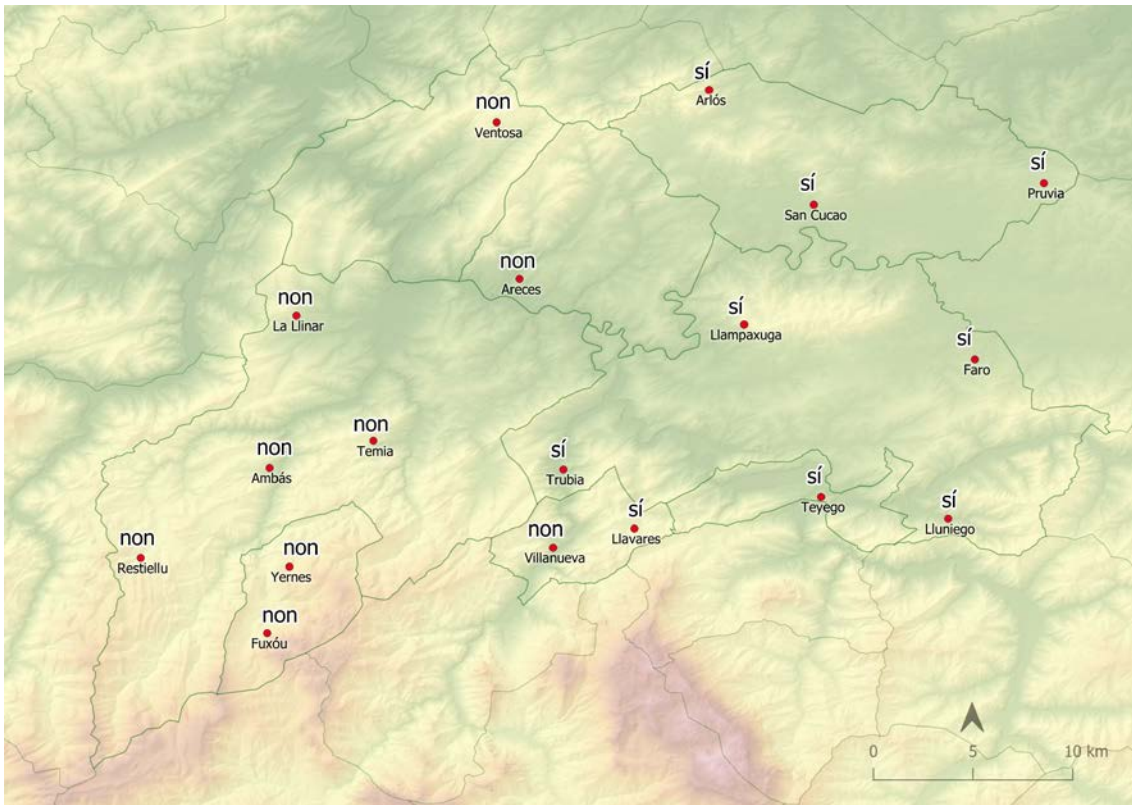 sí
Arlós
non
Ventosa
sí
Pruvia
sí
San Cucao
non
Areces
non
La Llinar
sí
Llampaxuga
sí
Faro
non
Temia
non
Ambás
sí
Trubia
sí
Teyego
sí
Lluniego
sí
Llavares
non
Villanueva
non
Restiellu
non
Yernes
non
Fuxóu
0 5 10 km